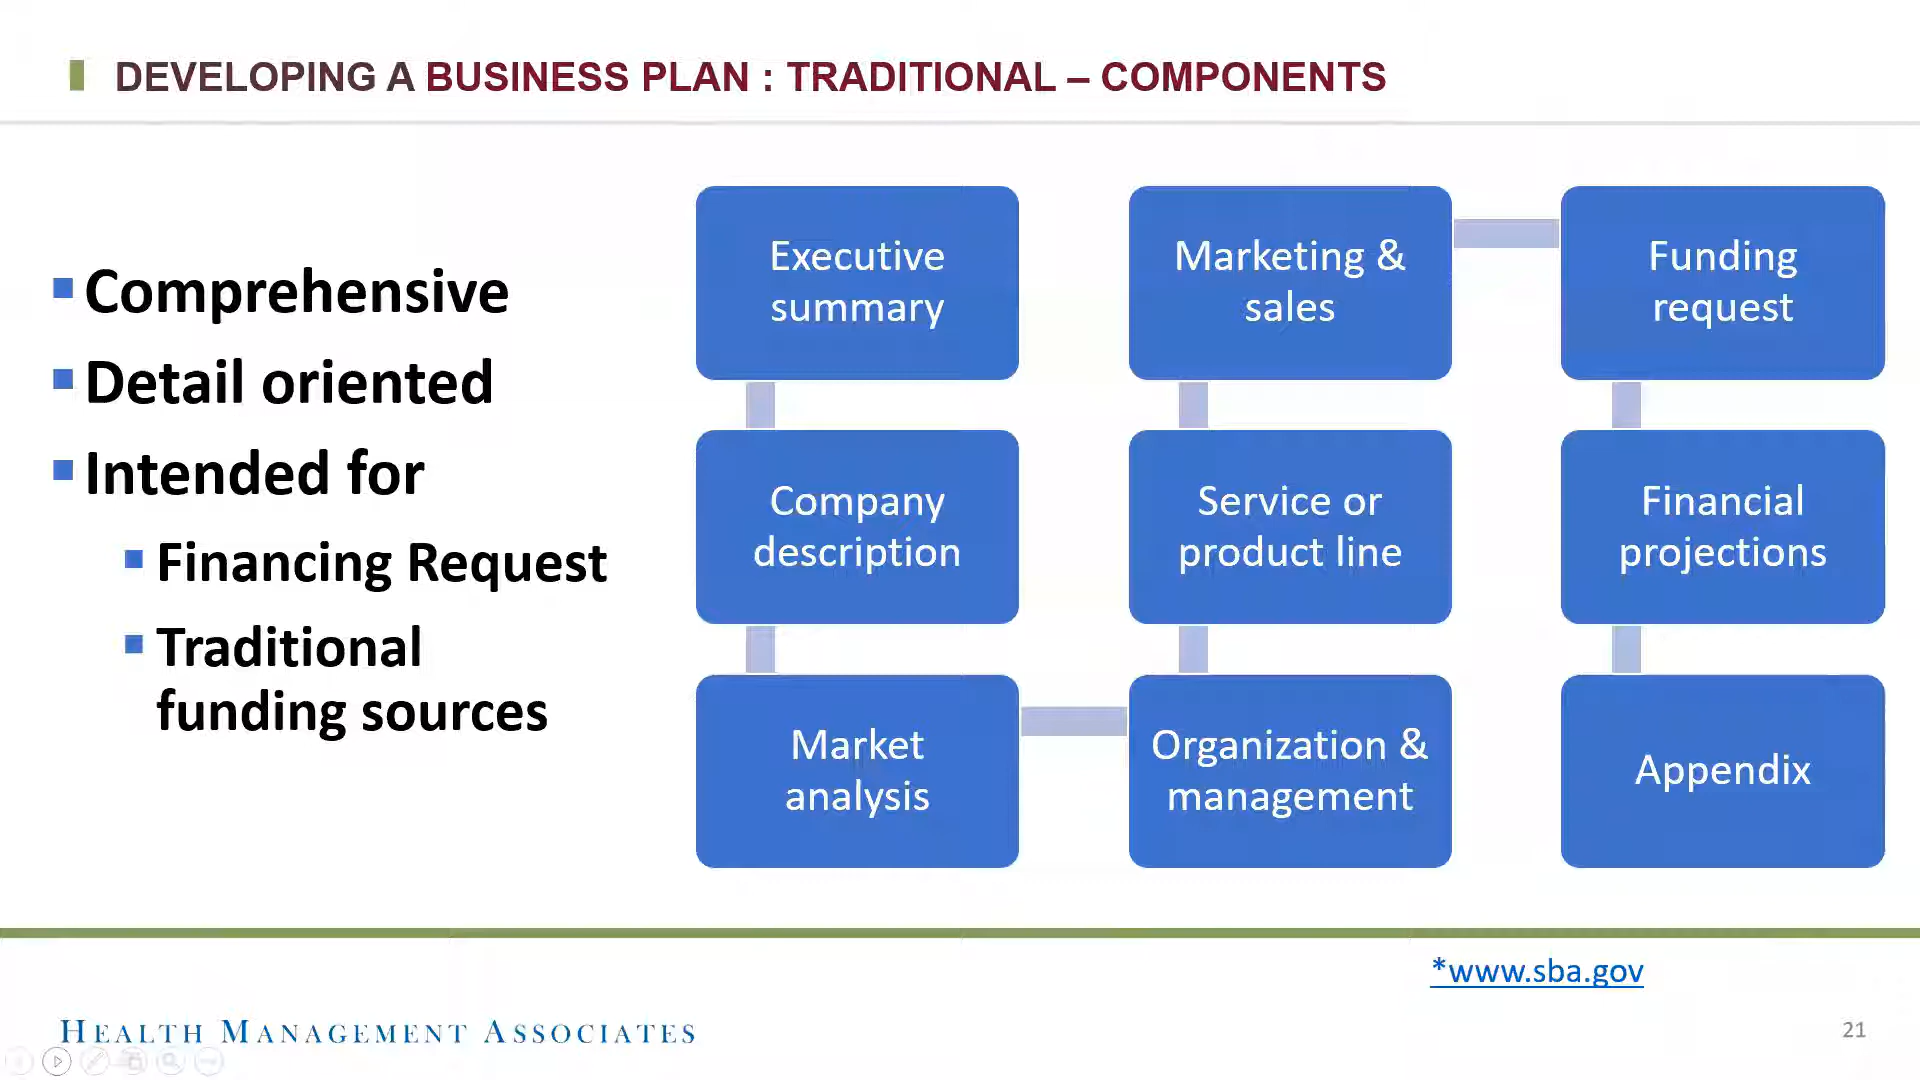 DEVELOPING A BUSINESS PLAN : TRADITIONAL – COMPONENTS
Comprehensive
Detail oriented
Intended for
Financing Request
Traditional
funding sources
Executive
summary
Company
description
Market
analysis
Organization &
management
Service or
product line
Marketing &
sales
Funding
request
Financial
projections
Appendix
*www.sba.gov
HEALTH MANAGEMENT ASSOCIATES
21